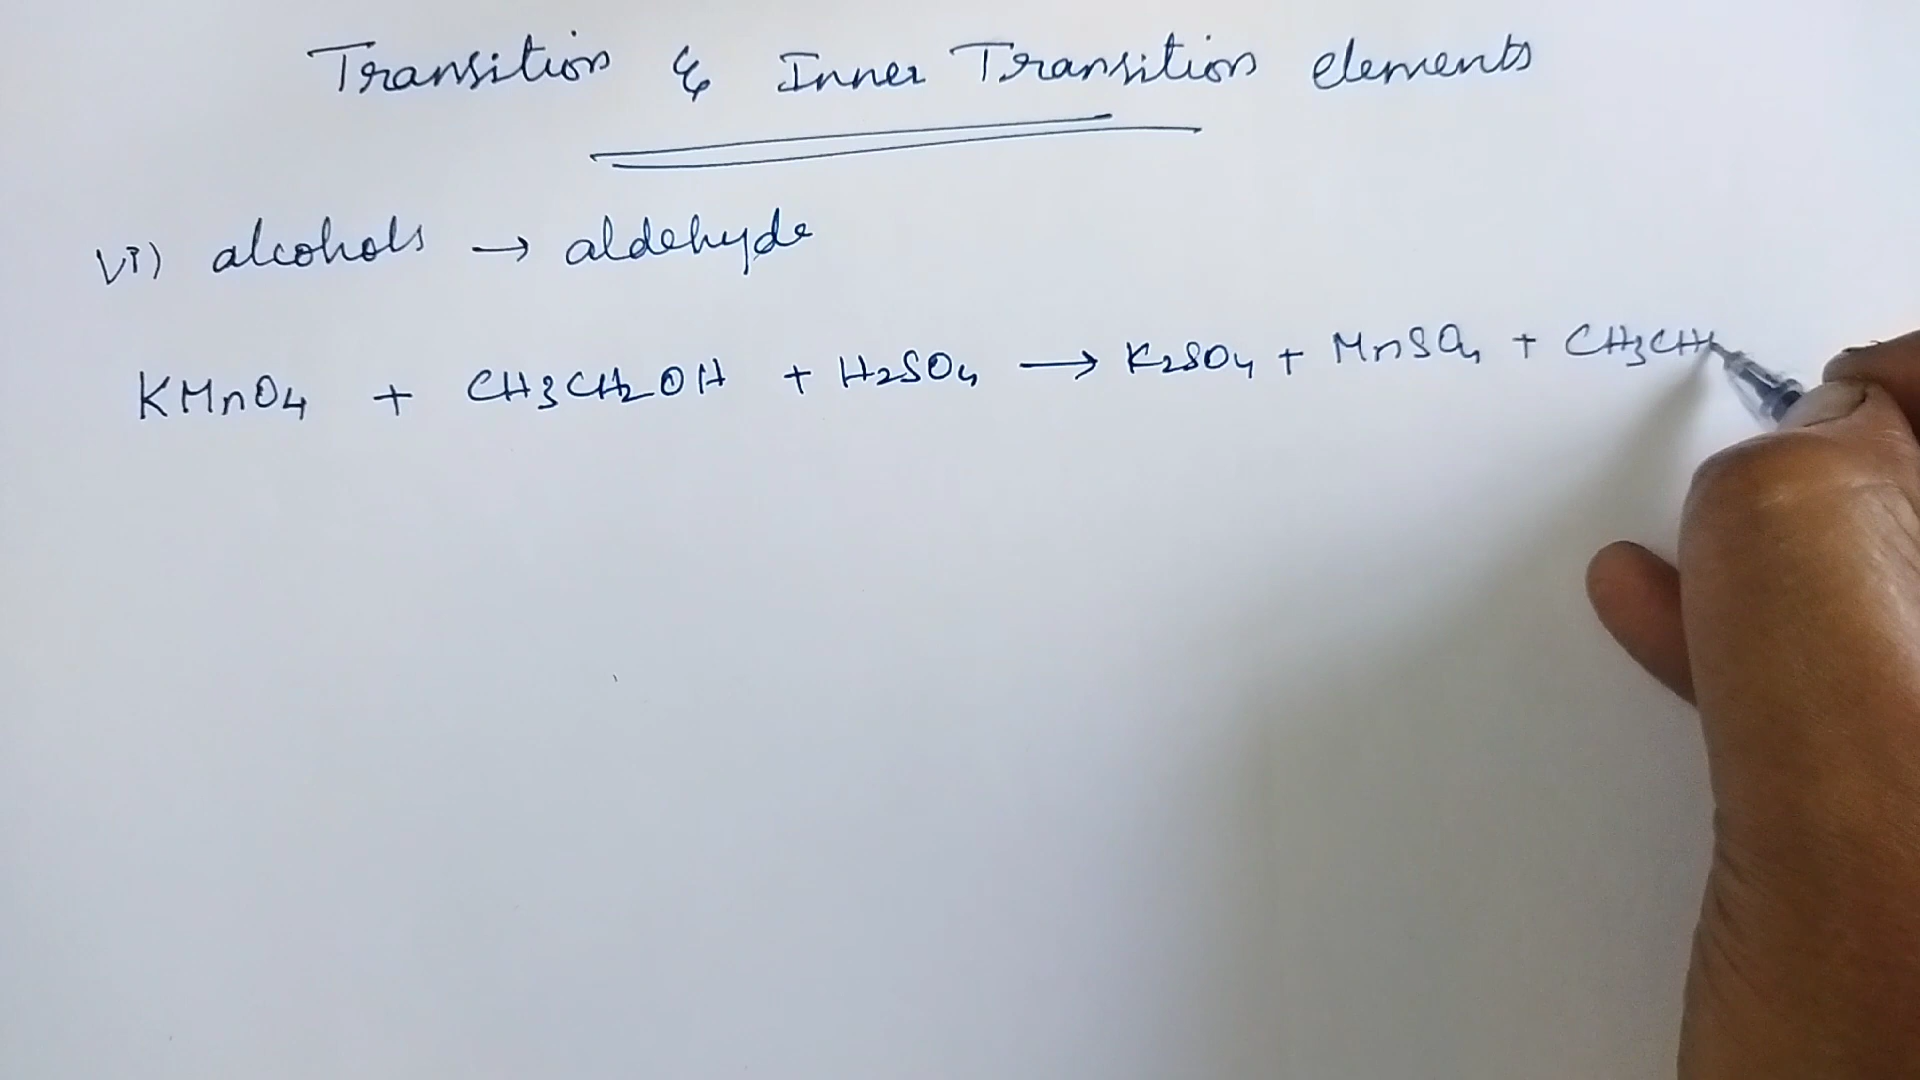 Transition & Inner Transition elements
vi) alcohols → aldehyde
KMnO4 + CH3CH2OH + H2SO4 → K2SO4 + MnSO4 + CH3CH